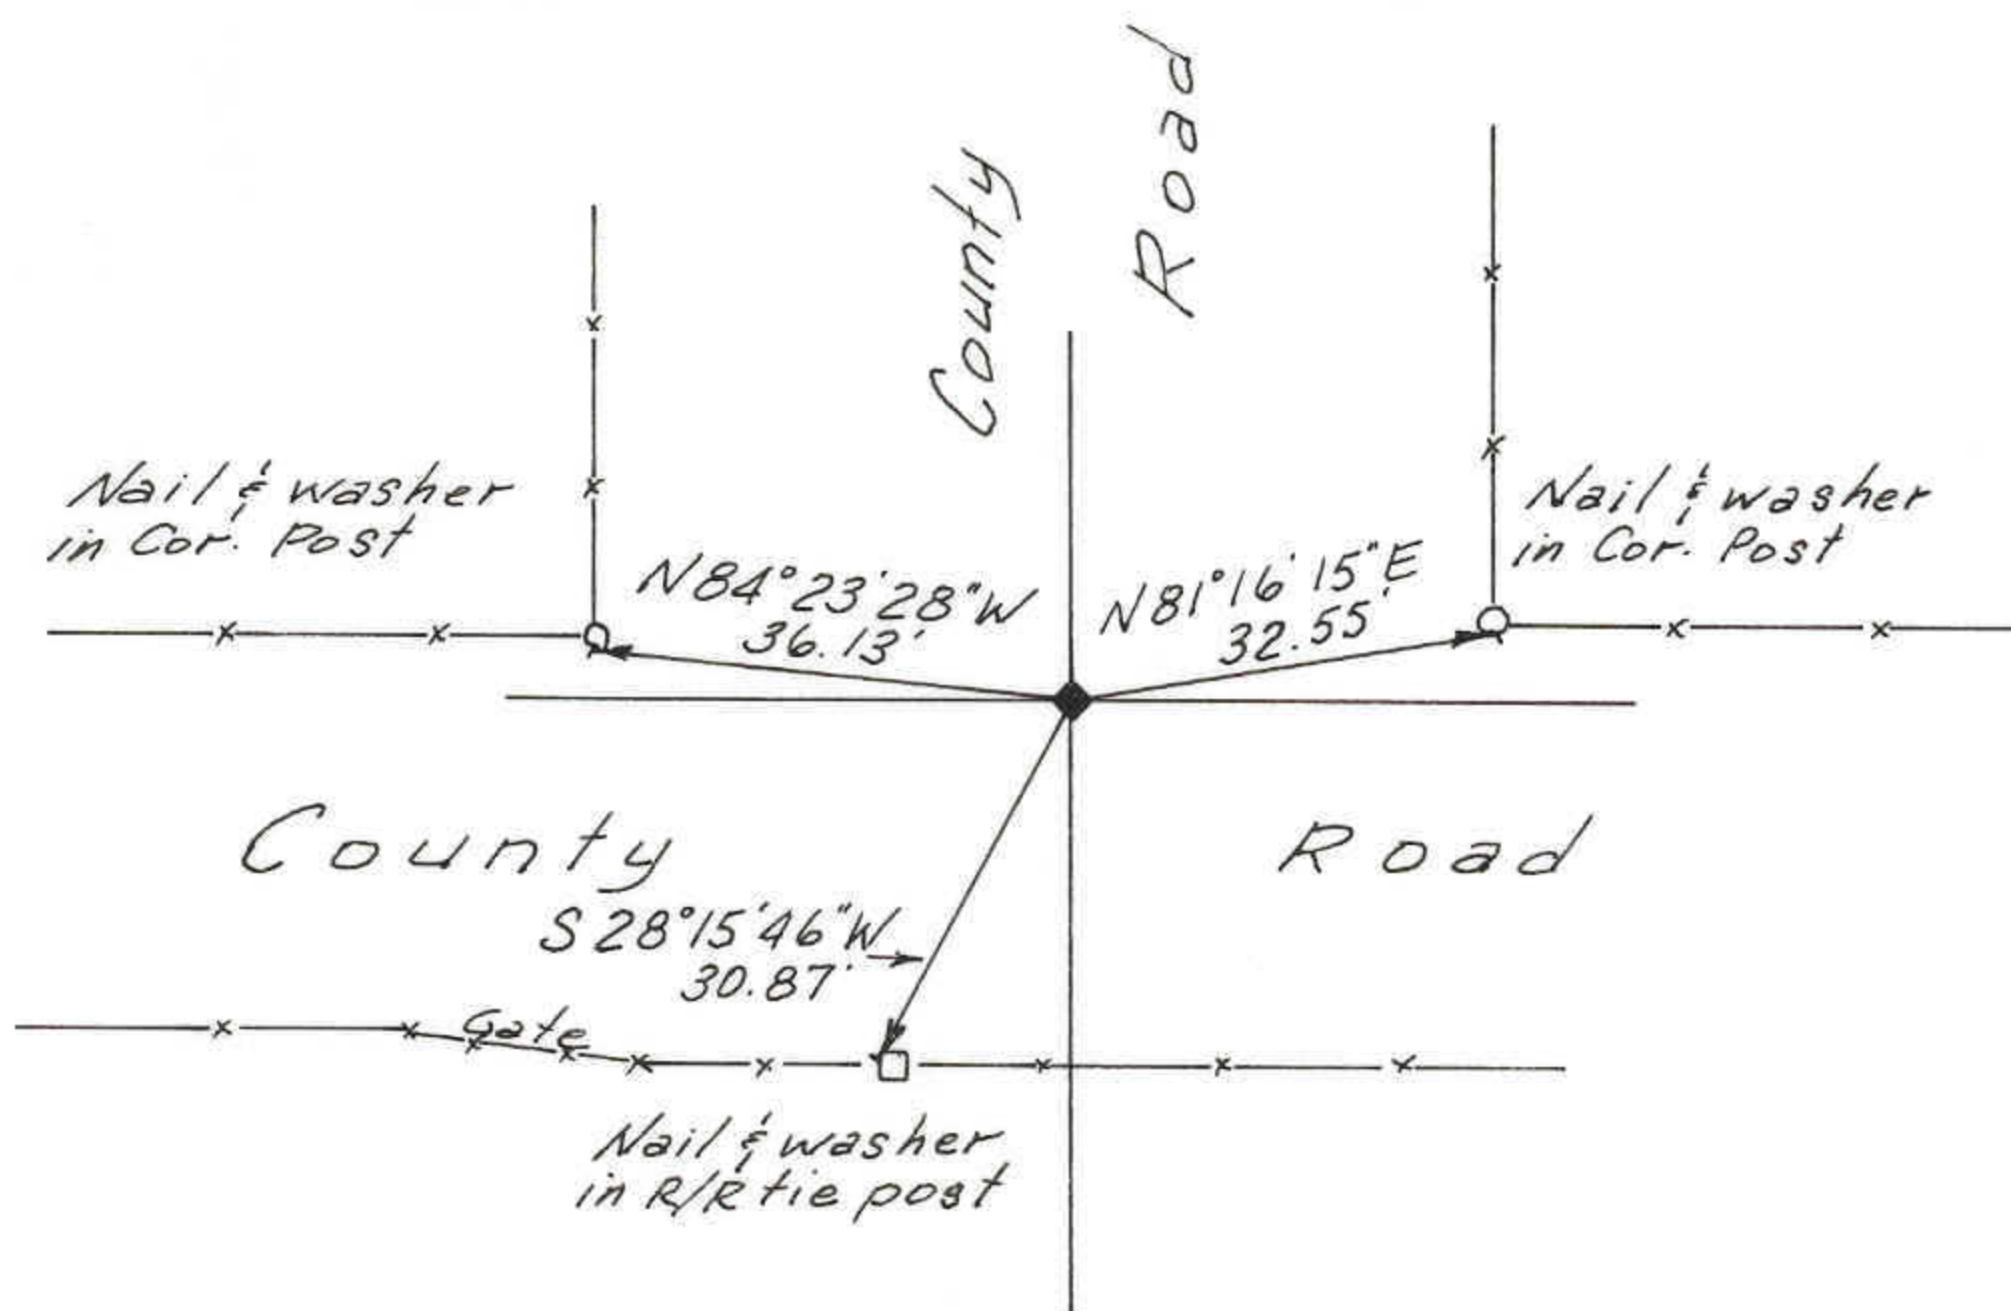 County
Road
Nail & washer
in Cor. Post
N84°23'28"W
36.13'
N81°16'15"E
32.55'
Nail & washer
in Cor. Post
County
Road
S28°15'46"W
30.87'
Gate
Nail & washer
in R/R tie post